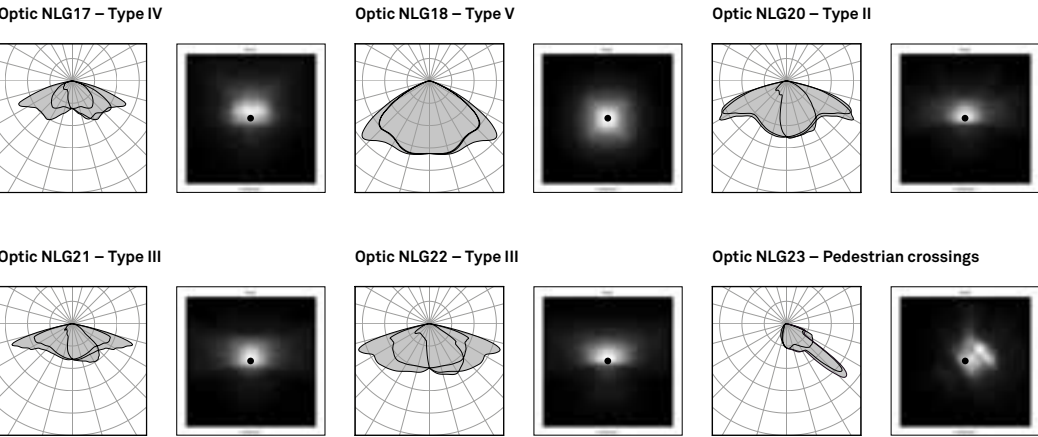 Optic NLG17 – Type IV
Optic NLG18 – Type V
Optic NLG20 – Type II
Optic NLG21 – Type III
Optic NLG22 – Type III
Optic NLG23 – Pedestrian crossings